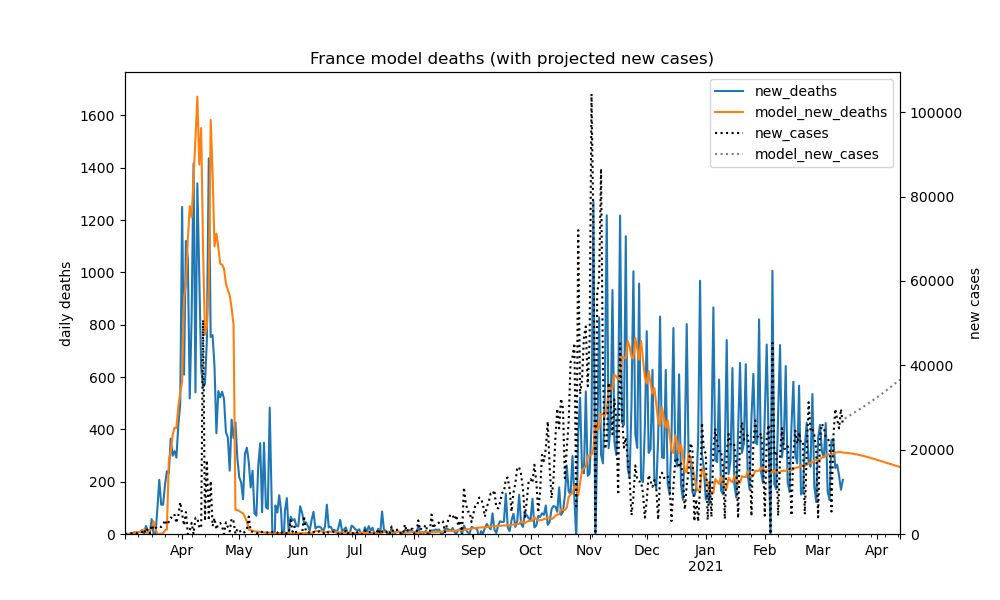 France model deaths (with projected new cases)
new_deaths
model_new_deaths
new_cases
model_new_cases
1600
1400
1200
1000
800
600
400
200
0
daily deaths
100000
80000
60000
40000
20000
0
new cases
Apr May Jun Jul Aug Sep Oct Nov Dec Jan Feb Mar Apr
2021